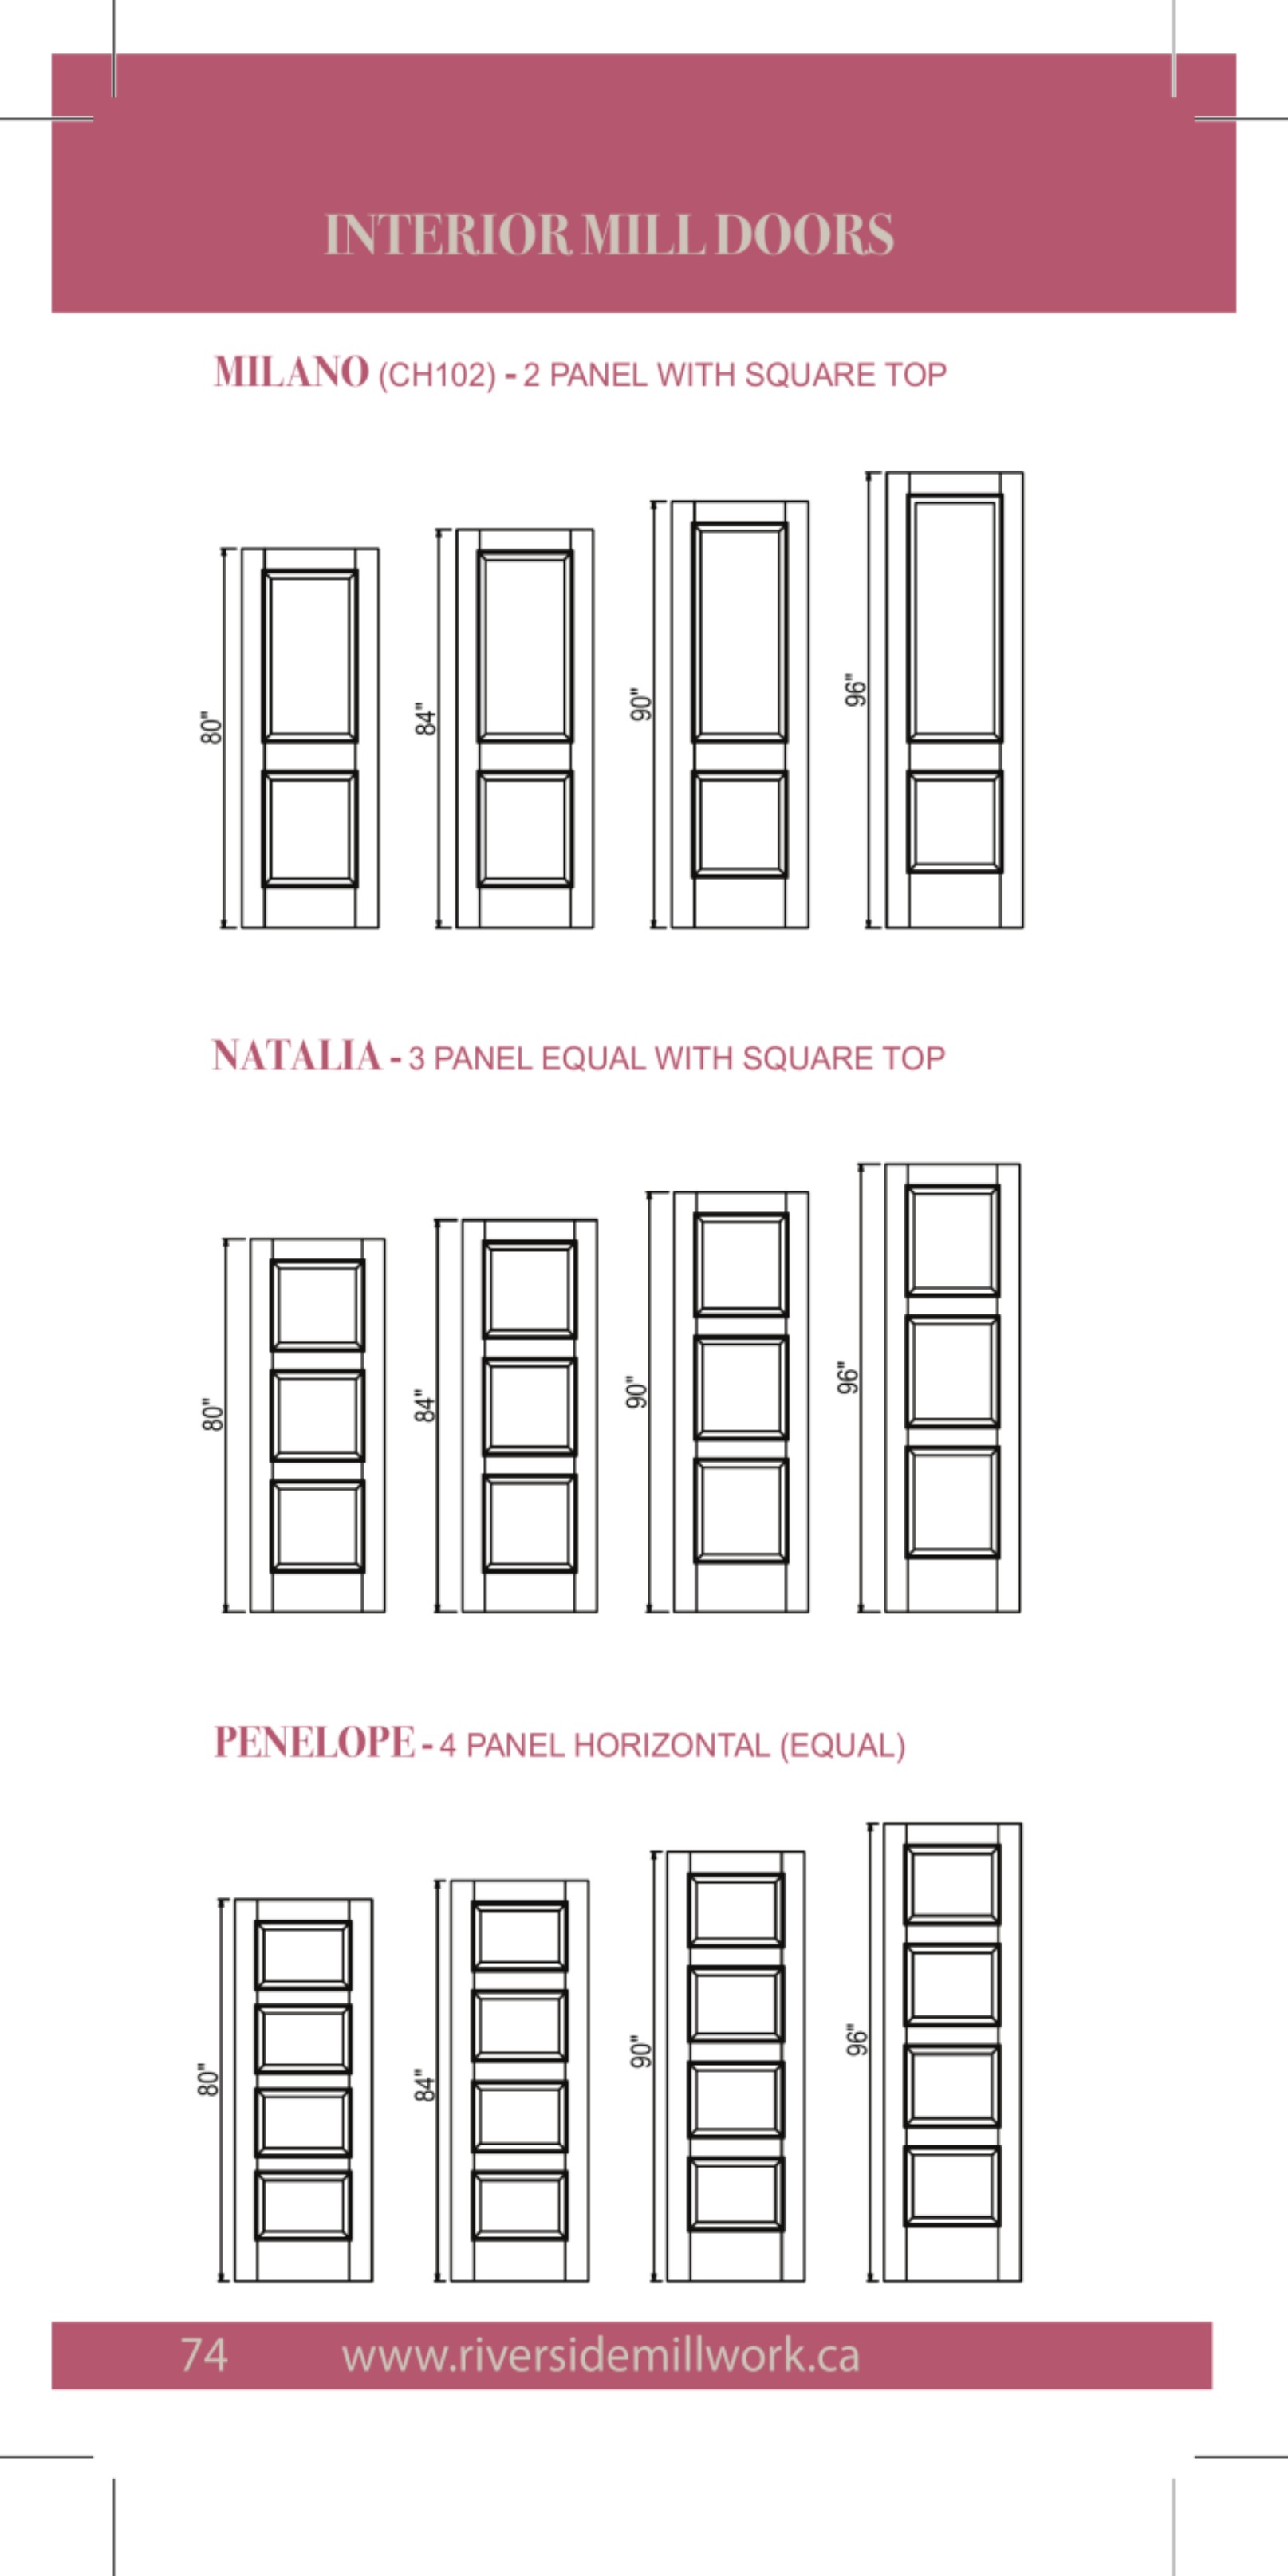 INTERIOR MILL DOORS
MILANO (CH102) - 2 PANEL WITH SQUARE TOP
80"
84"
90"
96"
NATALIA - 3 PANEL EQUAL WITH SQUARE TOP
80"
84"
90"
96"
PENELOPE - 4 PANEL HORIZONTAL (EQUAL)
80"
84"
90"
96"
74 www.riversidemillwork.ca